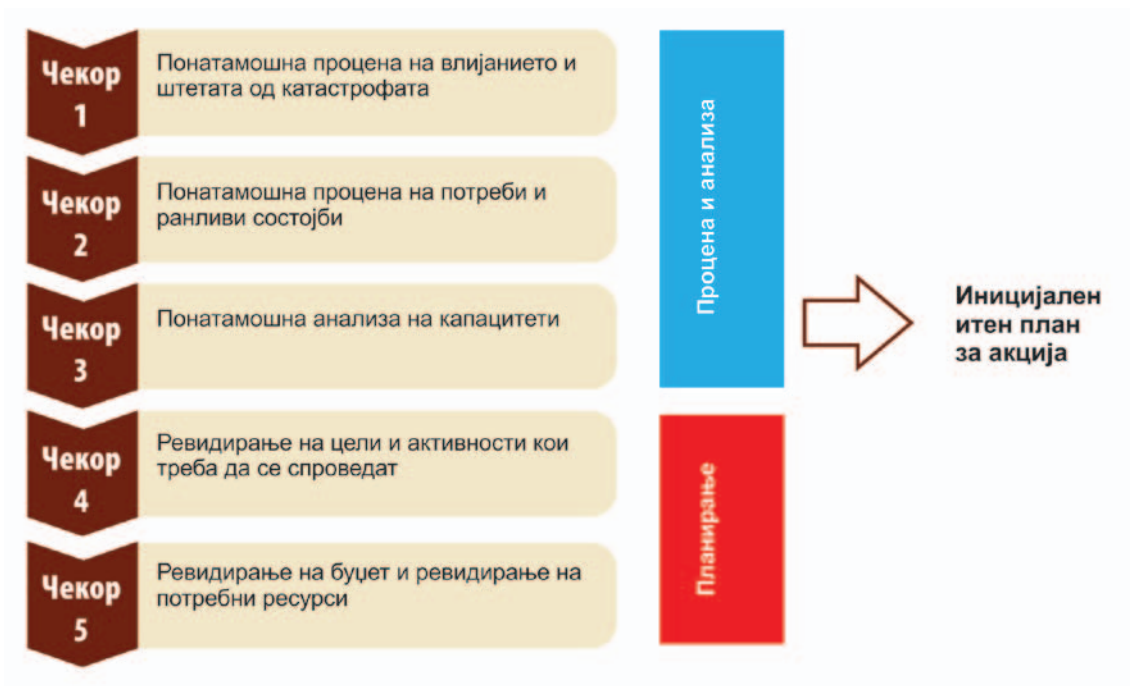 Чекор
1
Понатамошна процена на влијанието и
штетата од катастрофата
Чекор
2
Понатамошна процена на потреби и
ранливи состојби
Чекор
3
Понатамошна анализа на капацитети
Чекор
4
Ревидирање на цели и активности кои
треба да се спроведат
Чекор
5
Ревидирање на буџет и ревидирање на
потребни ресурси
Процена и анализа
Планирање
Иницијален
итен план
за акција